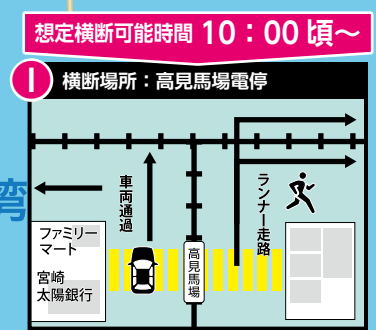 想定横断可能時間 10：00 頃～
I 横断場所：高見馬場電停
車両通過
ランナー走路
湾
ファミリー
マート
宮崎
太陽銀行
高見馬場